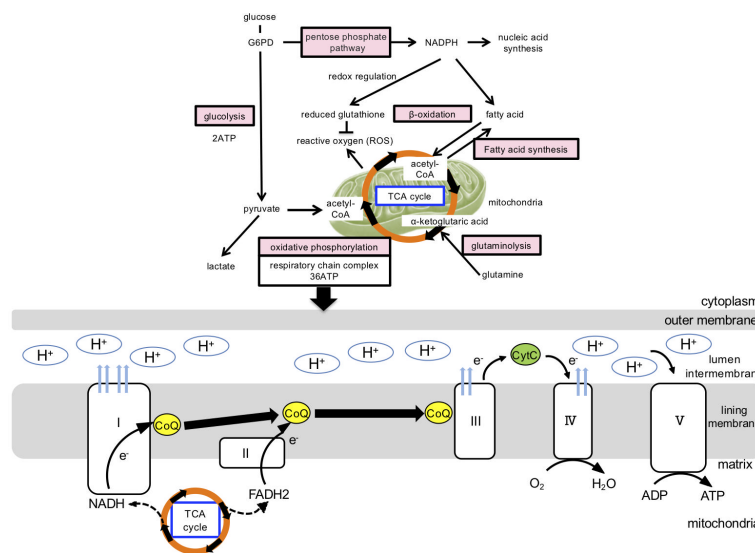 glucose
G6PD
pentose phosphate
pathway
NADPH
nucleic acid
synthesis
redox regulation
glucolysis
2ATP
reduced glutathione
β-oxidation
fatty acid
reactive oxygen (ROS)
Fatty acid synthesis
acetyl-
CoA
TCA cycle
mitochondria
pyruvate
acetyl-
CoA
α-ketoglutaric acid
oxidative phosphorylation
glutaminolysis
respiratory chain complex
36ATP
lactate
glutamine
cytoplasm
outer membrane
H+
H+
H+
H+
H+
H+
H+
H+
H+
H+
lumen
intermembran
e-
CytC
e-
I
CoQ
CoQ
CoQ
III
IV
V
lining
membran
e-
II
e-
matrix
NADH
FADH2
O2
H2O
ADP
ATP
TCA
cycle
mitochondria